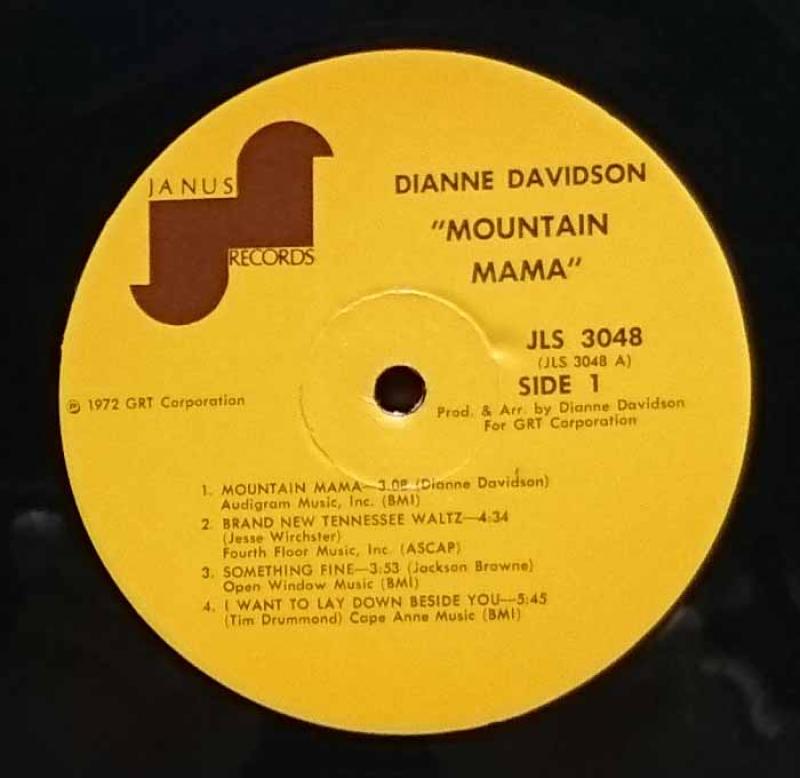 JANUS
RECORDS
DIANNE DAVIDSON
"MOUNTAIN
MAMA"
JLS 3048
(JLS 3048 A)
SIDE 1
℗ 1972 GRT Corporation
Prod. & Arr. by Dianne Davidson
For GRT Corporation
1. MOUNTAIN MAMA—3:08 (Dianne Davidson)
Audigram Music, Inc. (BMI)
2. BRAND NEW TENNESSEE WALTZ—4:34
(Jesse Wirchster)
Fourth Floor Music, Inc. (ASCAP)
3. SOMETHING FINE—3:53 (Jackson Browne)
Open Window Music (BMI)
4. I WANT TO LAY DOWN BESIDE YOU—5:45
(Tim Drummond) Cape Anne Music (BMI)